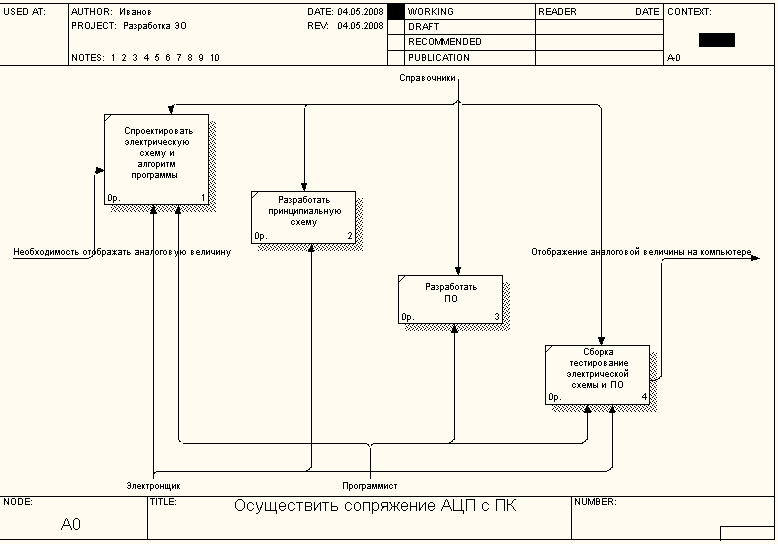 USED AT:
AUTHOR: Иванов
DATE: 04.05.2008
WORKING
READER
DATE
CONTEXT:
PROJECT: Разработка ЭО
REV: 04.05.2008
DRAFT
RECOMMENDED
NOTES: 1 2 3 4 5 6 7 8 9 10
PUBLICATION
A-0
Справочники
Спроектировать
электрическую
схему и
алгоритм
программы
0р.
1
Разработать
принципиальную
схему
0р.
2
Необходимость отображать аналоговую величину
Отображение аналоговой величины на компьютере
Разработать
ПО
0р.
3
Сборка
тестирование
электрической
схемы и ПО
0р.
4
Электронщик
Программист
NODE:
A0
TITLE:
Осуществить сопряжение АЦП с ПК
NUMBER: